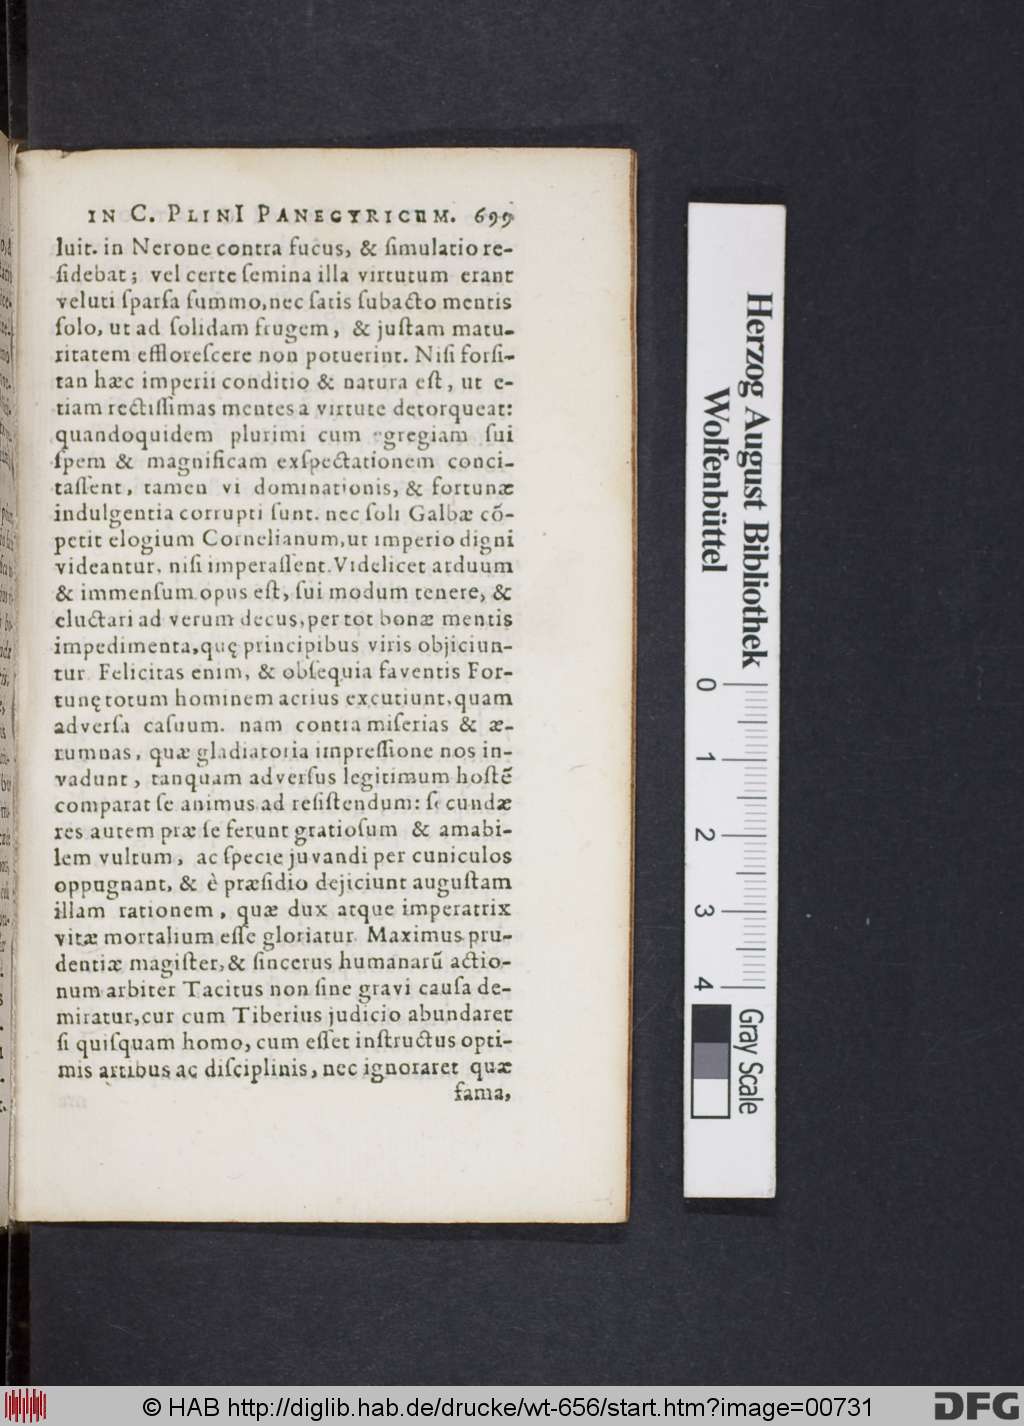 IN C. PLINI PANEGYRICUM. 699
luit. in Nerone contra fucus, & ſimulatio re-
ſidebat; vel certe ſemina illa virtutum erant
veluti ſparſa ſummo, nec ſatis ſubacto mentis
ſolo, ut ad ſolidam frugem, & juſtam matu-
ritatem effloreſcere non potuerint. Niſi forſi-
tan hæc imperii conditio & natura eſt, ut e-
tiam rectiſſimas mentes a virtute detorqueat:
quandoquidem plurimi cum egregiam ſui
ſpem & magnificam exſpectationem conci-
taſſent, tamen vi dominationis, & fortunæ
indulgentia corrupti ſunt. nec ſoli Galbæ cõ-
petit elogium Cornelianum, ut imperio digni
videantur, niſi imperaſſent. Videlicet arduum
& immenſum opus eſt, ſui modum tenere, &
eluctari ad verum decus, per tot bonæ mentis
impedimenta, quę principibus viris objiciun-
tur. Felicitas enim, & obſequia faventis For-
tunę totum hominem acrius excutiunt, quam
adverſa caſuum. nam contra miſerias & æ-
rumnas, quæ gladiatoria impreſſione nos in-
vadunt, tanquam adverſus legitimum hoſtẽ
comparat ſe animus ad reſiſtendum: ſecundæ
res autem præ ſe ferunt gratioſum & amabi-
lem vultum, ac ſpecie juvandi per cuniculos
oppugnant, & è præſidio dejiciunt auguſtam
illam rationem, quæ dux atque imperatrix
vitæ mortalium eſſe gloriatur. Maximus pru-
dentiæ magiſter, & ſincerus humanarũ actio-
num arbiter Tacitus non ſine gravi cauſa de-
miratur, cur cum Tiberius judicio abundaret
ſi quiſquam homo, cum eſſet inſtructus opti-
mis artibus ac diſciplinis, nec ignoraret quæ
fama,
Herzog August Bibliothek
Wolfenbüttel
0 1 2 3 4
Gray Scale
© HAB http://diglib.hab.de/drucke/wt-656/start.htm?image=00731
DFG